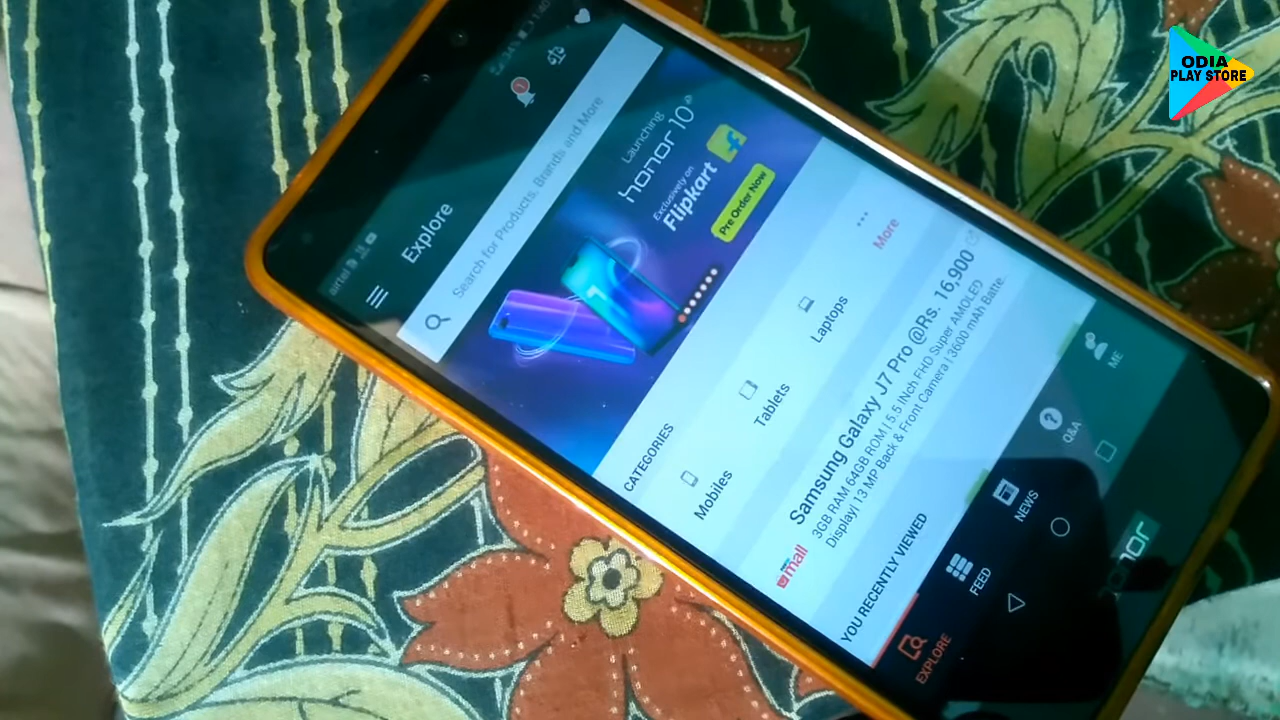 ODIA
PLAY STORE
airtel
1:40
Explore
1
Search for Products, Brands and More
Launching
honor 10
Exclusively on
Flipkart
Pre Order Now
CATEGORIES
Mobiles
Tablets
Laptops
More
mall
Samsung Galaxy J7 Pro @Rs. 16,900
3GB RAM 64GB ROM | 5.5 INch FHD Super AMOLED
Display| 13 MP Back & Front Camera | 3600 mAh Batte...
YOU RECENTLY VIEWED
EXPLORE
FEED
NEWS
Q&A
ME
honor